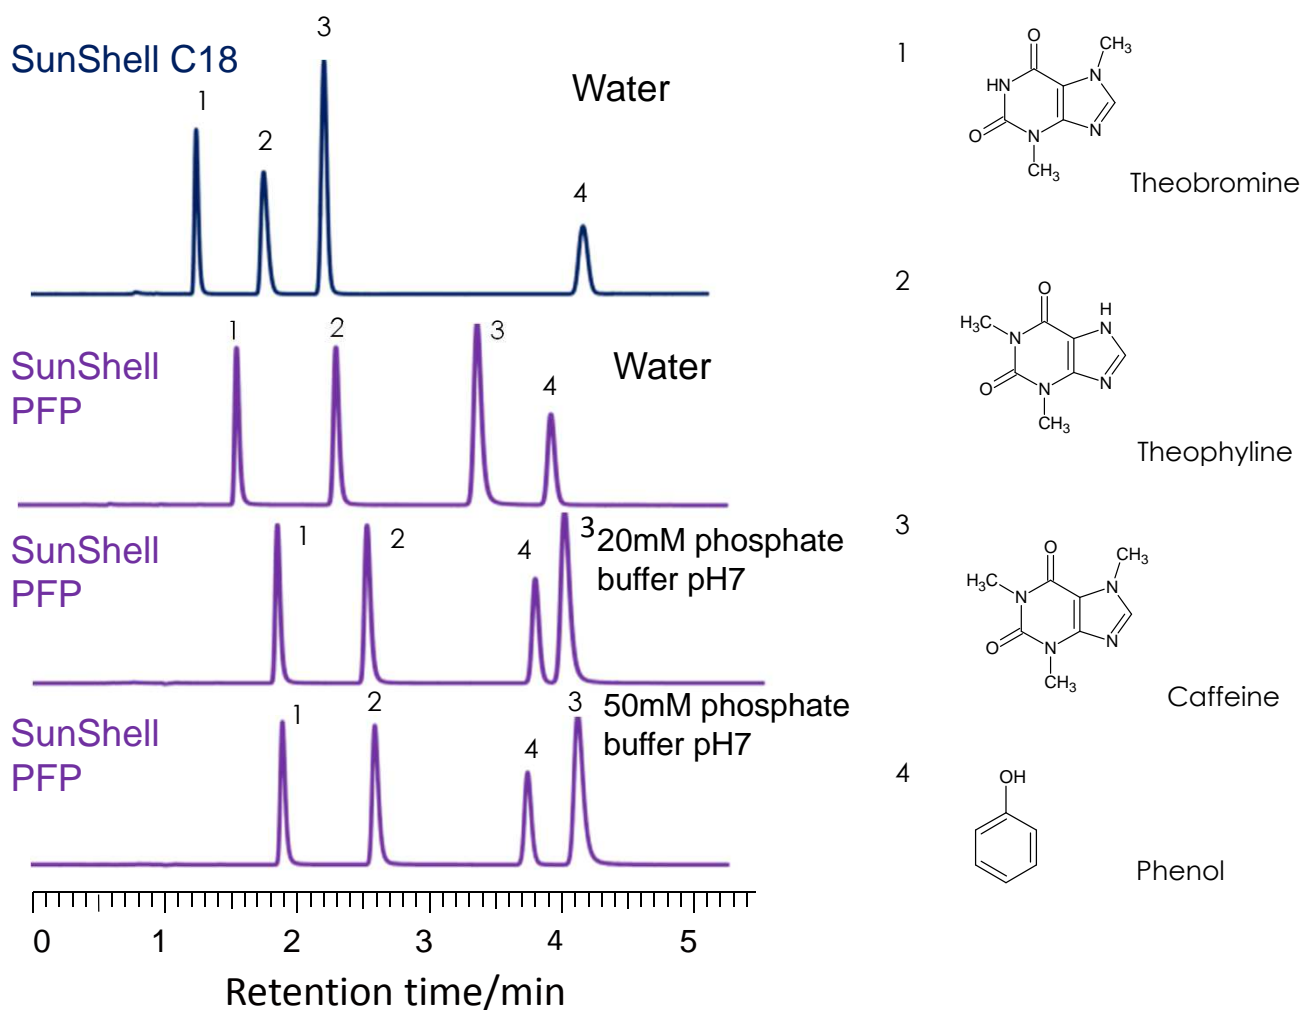 SunShell C18
Water
1
2
3
4
SunShell
PFP
Water
1
2
3
4
SunShell
PFP
20mM phosphate
buffer pH7
1
2
4
3
SunShell
PFP
50mM phosphate
buffer pH7
1
2
4
3
0 1 2 3 4 5
Retention time/min
1
O
CH3
HN
N
O
N
N
CH3
Theobromine
2
O
H
H3C
N
N
O
N
N
CH3
Theophyline
3
O
CH3
H3C
N
N
O
N
N
CH3
Caffeine
4
OH
Phenol